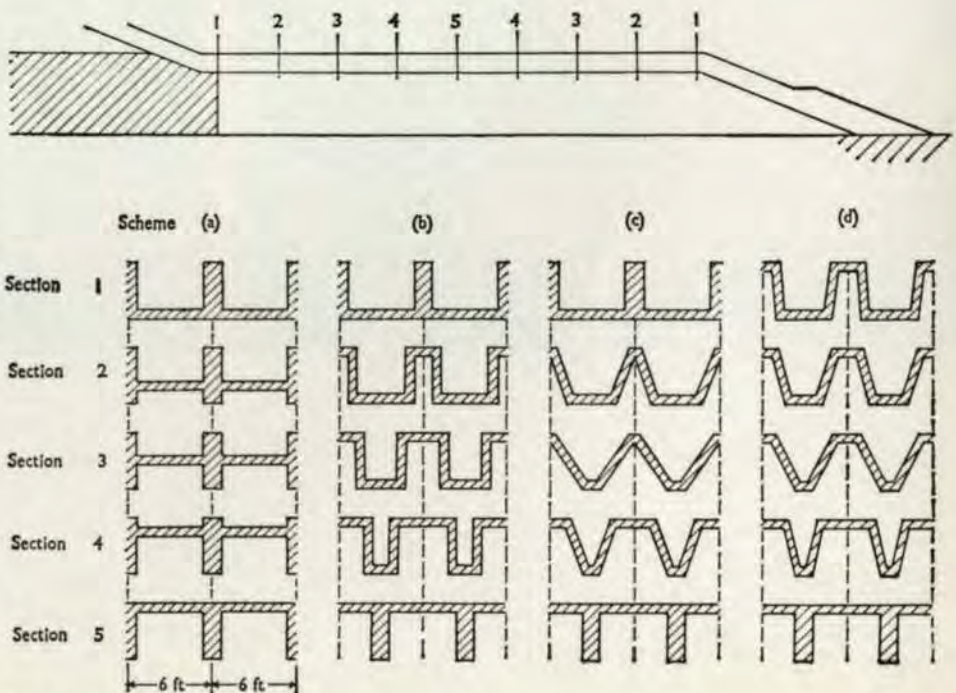 1 2 3 4 5 4 3 2 1
Scheme (a) (b) (c) (d)
Section 1
Section 2
Section 3
Section 4
Section 5
6 ft 6 ft